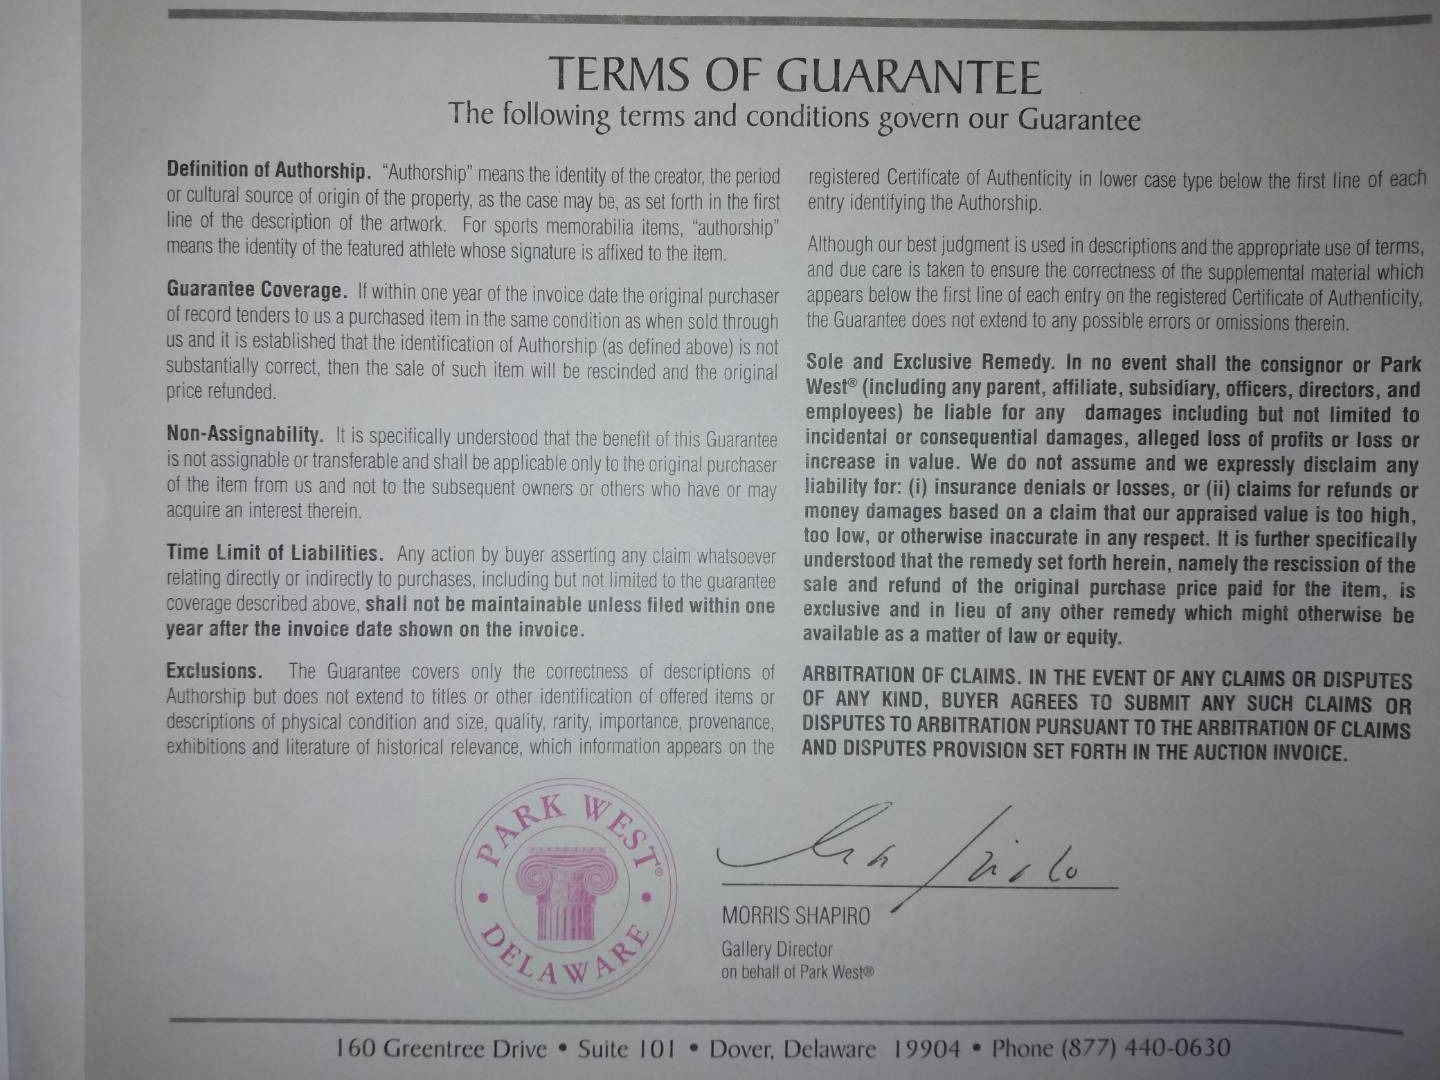 TERMS OF GUARANTEE
The following terms and conditions govern our Guarantee
Definition of Authorship. "Authorship" means the identity of the creator, the period
or cultural source of origin of the property, as the case may be, as set forth in the first
line of the description of the artwork. For sports memorabilia items, "authorship"
means the identity of the featured athlete whose signature is affixed to the item.
Guarantee Coverage. If within one year of the invoice date the original purchaser
of record tenders to us a purchased item in the same condition as when sold through
us and it is established that the identification of Authorship (as defined above) is not
substantially correct, then the sale of such item will be rescinded and the original
price refunded.
Non-Assignability. It is specifically understood that the benefit of this Guarantee
is not assignable or transferable and shall be applicable only to the original purchaser
of the item from us and not to the subsequent owners or others who have or may
acquire an interest therein.
Time Limit of Liabilities. Any action by buyer asserting any claim whatsoever
relating directly or indirectly to purchases, including but not limited to the guarantee
coverage described above, shall not be maintainable unless filed within one
year after the invoice date shown on the invoice.
Exclusions. The Guarantee covers only the correctness of descriptions of
Authorship but does not extend to titles or other identification of offered items or
descriptions of physical condition and size, quality, rarity, importance, provenance,
exhibitions and literature of historical relevance, which information appears on the
registered Certificate of Authenticity in lower case type below the first line of each
entry identifying the Authorship.
Although our best judgment is used in descriptions and the appropriate use of terms,
and due care is taken to ensure the correctness of the supplemental material which
appears below the first line of each entry on the registered Certificate of Authenticity,
the Guarantee does not extend to any possible errors or omissions therein.
Sole and Exclusive Remedy. In no event shall the consignor or Park
West® (including any parent, affiliate, subsidiary, officers, directors, and
employees) be liable for any damages including but not limited to
incidental or consequential damages, alleged loss of profits or loss or
increase in value. We do not assume and we expressly disclaim any
liability for: (i) insurance denials or losses, or (ii) claims for refunds or
money damages based on a claim that our appraised value is too high,
too low, or otherwise inaccurate in any respect. It is further specifically
understood that the remedy set forth herein, namely the rescission of the
sale and refund of the original purchase price paid for the item, is
exclusive and in lieu of any other remedy which might otherwise be
available as a matter of law or equity.
ARBITRATION OF CLAIMS. IN THE EVENT OF ANY CLAIMS OR DISPUTES
OF ANY KIND, BUYER AGREES TO SUBMIT ANY SUCH CLAIMS OR
DISPUTES TO ARBITRATION PURSUANT TO THE ARBITRATION OF CLAIMS
AND DISPUTES PROVISION SET FORTH IN THE AUCTION INVOICE.
PARK WEST®
• DELAWARE •
MORRIS SHAPIRO
Gallery Director
on behalf of Park West®
160 Greentree Drive • Suite 101 • Dover, Delaware 19904 • Phone (877) 440-0630